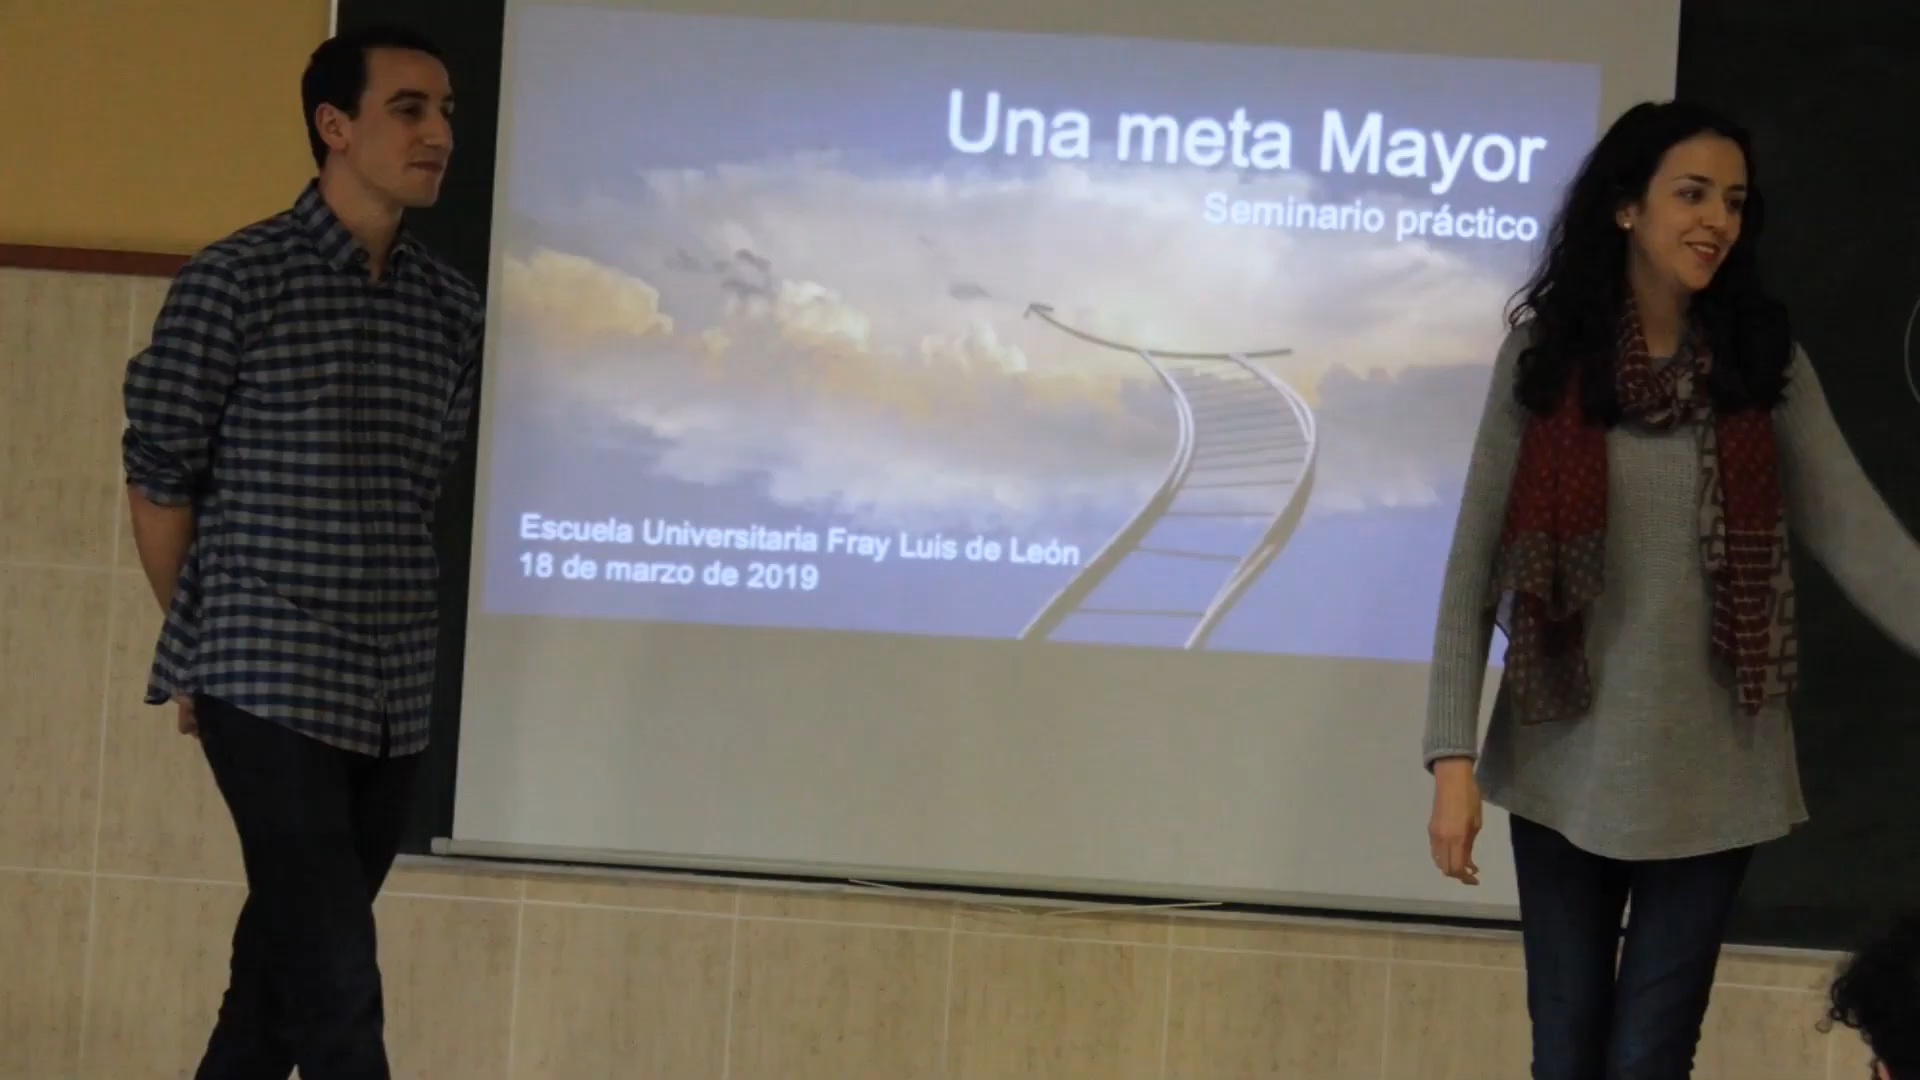 Una meta Mayor
Seminario práctico
Escuela Universitaria Fray Luis de León
18 de marzo de 2019